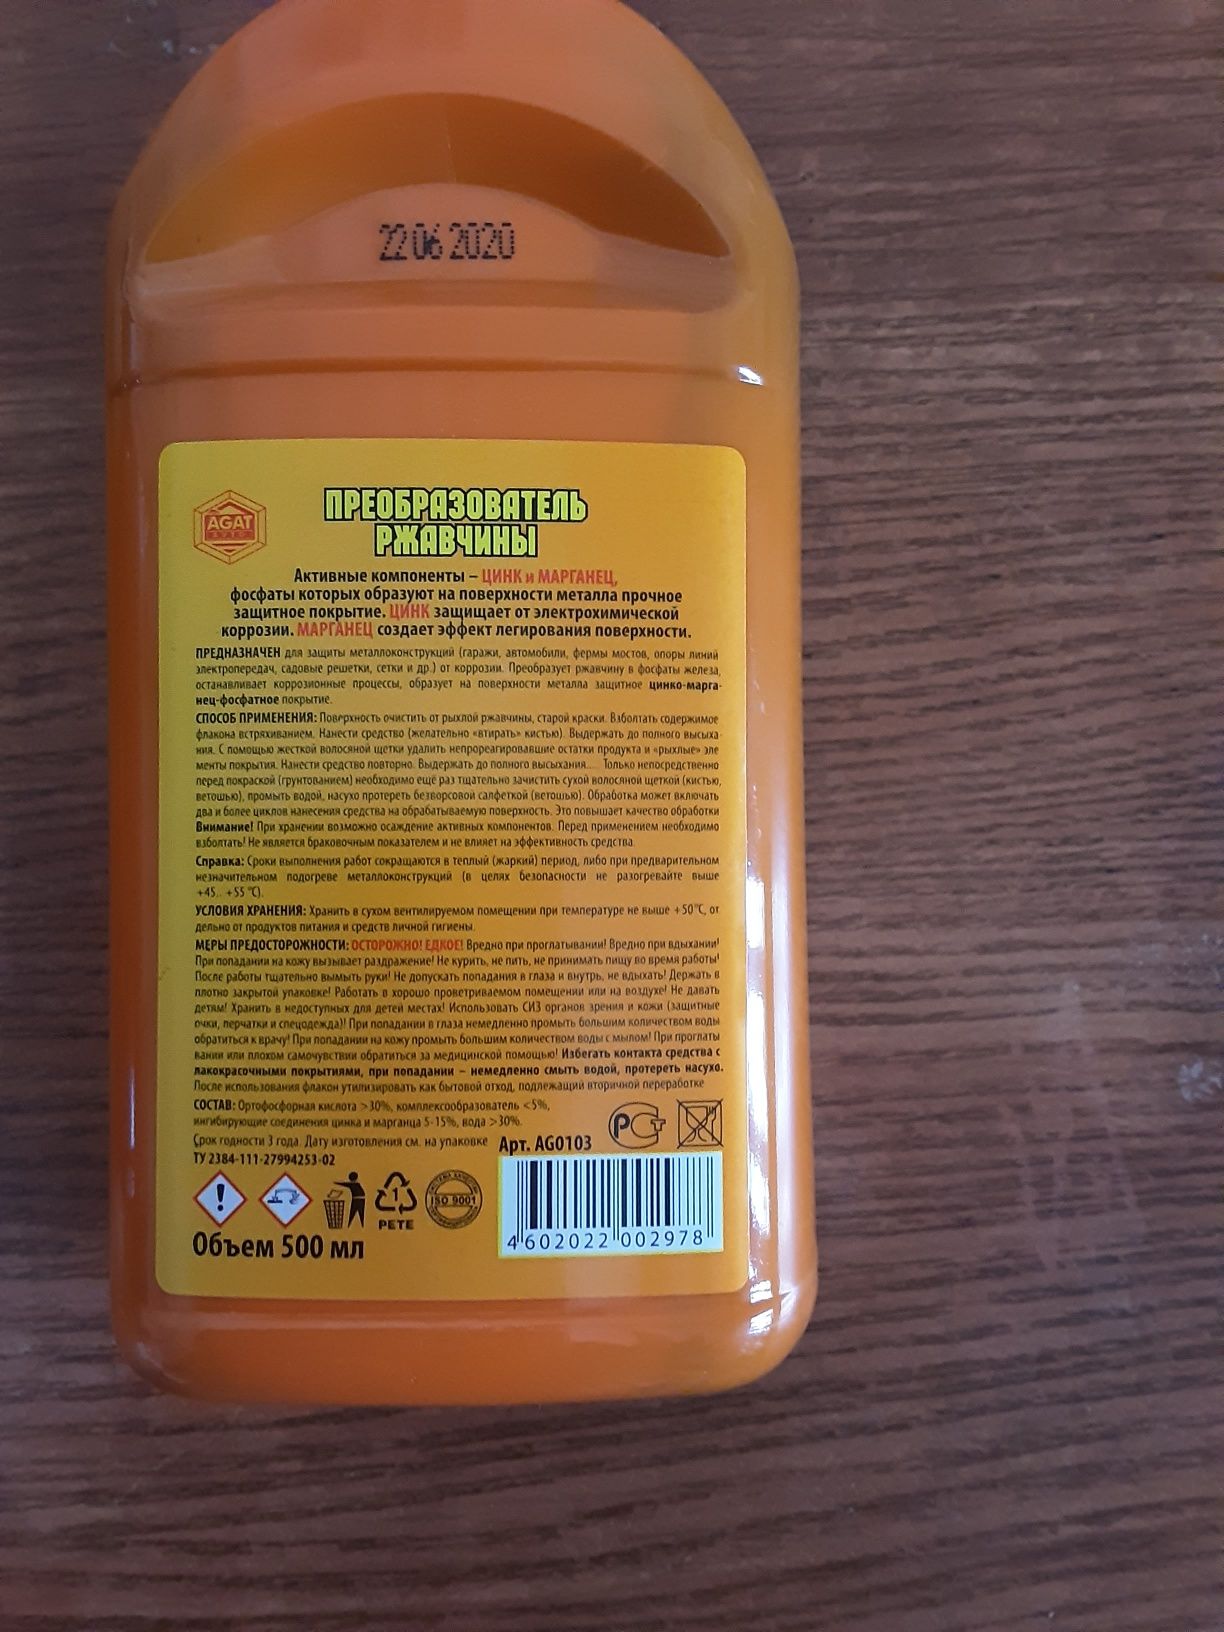 22 06 2020
AGAT
АВТО
ПРЕОБРАЗОВАТЕЛЬ
РЖАВЧИНЫ
Активные компоненты – ЦИНК и МАРГАНЕЦ,
фосфаты которых образуют на поверхности металла прочное
защитное покрытие. ЦИНК защищает от электрохимической
коррозии. МАРГАНЕЦ создает эффект легирования поверхности.
ПРЕДНАЗНАЧЕН для защиты металлоконструкций (гаражи, автомобили, фермы мостов, опоры линий
электропередач, садовые решетки, сетки и др.) от коррозии. Преобразует ржавчину в фосфаты железа,
останавливает коррозионные процессы, образует на поверхности металла защитное цинко-марга-
нец-фосфатное покрытие.
СПОСОБ ПРИМЕНЕНИЯ: Поверхность очистить от рыхлой ржавчины, старой краски. Взболтать содержимое
флакона встряхиванием. Нанести средство (желательно «втирать» кистью). Выдержать до полного высыха-
ния. С помощью жесткой волосяной щетки удалить непрореагировавшие остатки продукта и «рыхлые» эле
менты покрытия. Нанести средство повторно. Выдержать до полного высыхания.... Только непосредственно
перед покраской (грунтованием) необходимо ещё раз тщательно зачистить сухой волосяной щеткой (кистью,
ветошью), промыть водой, насухо протереть безворсовой салфеткой (ветошью). Обработка может включать
два и более циклов нанесения средства на обрабатываемую поверхность. Это повышает качество обработки
Внимание! При хранении возможно осаждение активных компонентов. Перед применением необходимо
взболтать! Не является браковочным показателем и не влияет на эффективность средства.
Справка: Сроки выполнения работ сокращаются в теплый (жаркий) период, либо при предварительном
незначительном подогреве металлоконструкций (в целях безопасности не разогревайте выше
+45.. +55 °С).
УСЛОВИЯ ХРАНЕНИЯ: Хранить в сухом вентилируемом помещении при температуре не выше +50°С, от
дельно от продуктов питания и средств личной гигиены.
МЕРЫ ПРЕДОСТОРОЖНОСТИ: ОСТОРОЖНО! ЕДКОЕ! Вредно при проглатывании! Вредно при вдыхании!
При попадании на кожу вызывает раздражение! Не курить, не пить, не принимать пищу во время работы!
После работы тщательно вымыть руки! Не допускать попадания в глаза и внутрь, не вдыхать! Держать в
плотно закрытой упаковке! Работать в хорошо проветриваемом помещении или на воздухе! Не давать
детям! Хранить в недоступных для детей местах! Использовать СИЗ органов зрения и кожи (защитные
очки, перчатки и спецодежда)! При попадании в глаза немедленно промыть большим количеством воды
обратиться к врачу! При попадании на кожу промыть большим количеством воды с мылом! При проглаты
вании или плохом самочувствии обратиться за медицинской помощью! Избегать контакта средства с
лакокрасочными покрытиями, при попадании – немедленно смыть водой, протереть насухо.
После использования флакон утилизировать как бытовой отход, подлежащий вторичной переработке
СОСТАВ: Ортофосфорная кислота >30%, комплексообразователь <5%,
ингибирующие соединения цинка и марганца 5-15%, вода >30%.
Срок годности 3 года. Дату изготовления см. на упаковке
Арт. AG0103
ТУ 2384-111-27994253-02
1
PETE
ISO 9001
Объем 500 мл
4 602022 002978